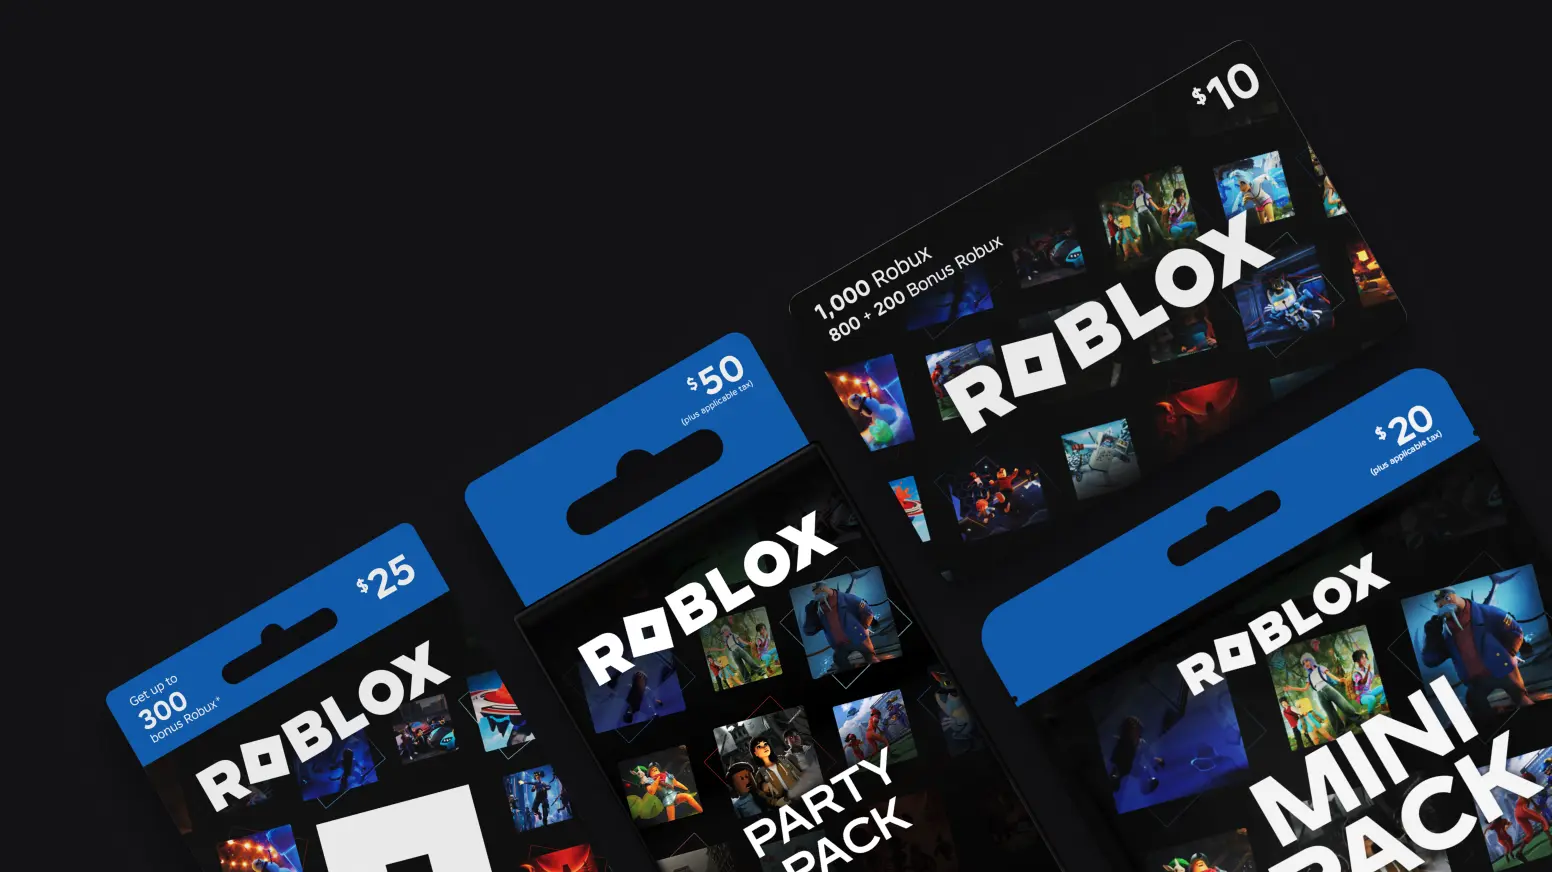 $10
1,000 Robux
800 + 200 Bonus Robux
ROBLOX
$50
(plus applicable tax)
ROBLOX
PARTY
PACK
$20
(plus applicable tax)
ROBLOX
MINI
PACK
$25
Get up to
300
bonus Robux*
ROBLOX